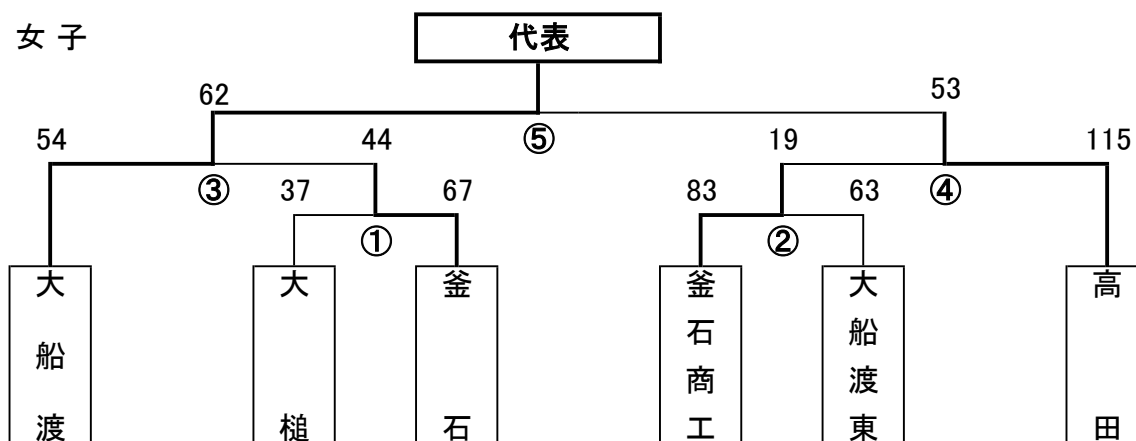 女子
代表
62 53
54 44 ⑤ 19 115
③ 37 67 83 63 ④
① ②
大船渡
大槌
釜石
釜石商工
大船渡東
高田